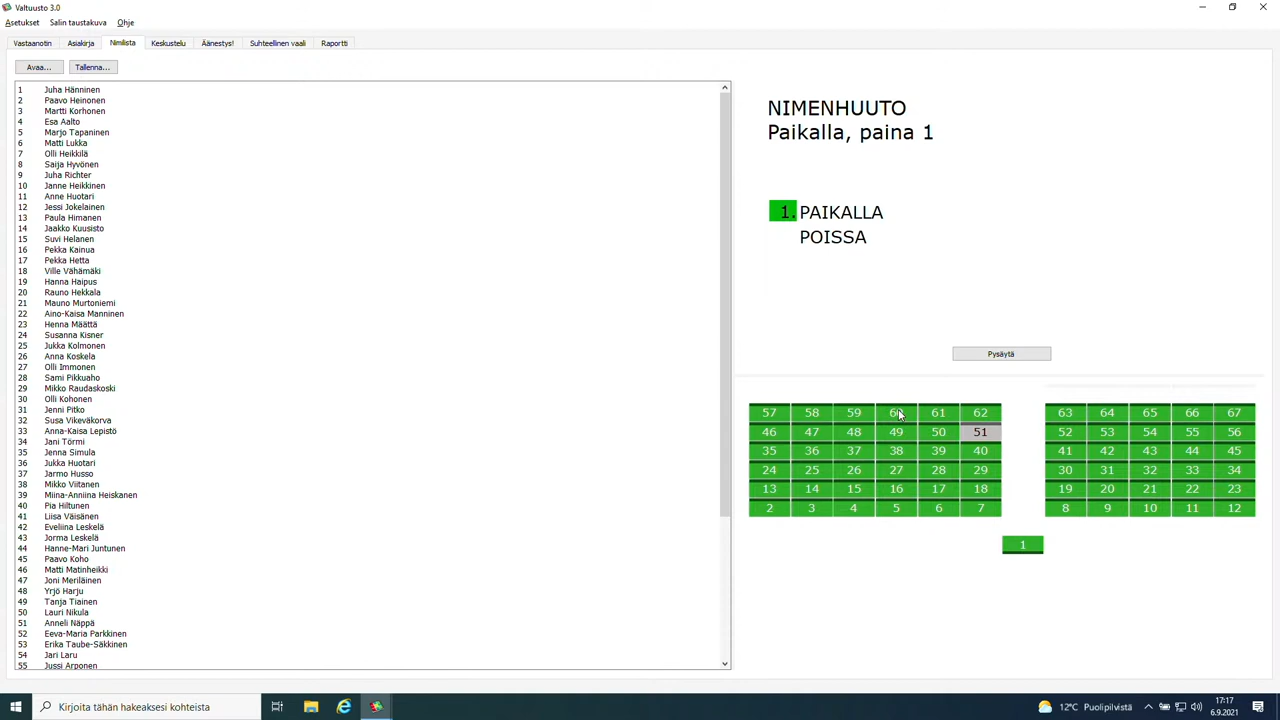 Valtuusto 3.0
Asetukset Salin taustakuva Ohje
Vastaanotin Asiakirja Nimilista Keskustelu Äänestys! Suhteellinen vaali Raportti
Avaa... Tallenna...
1 Juha Hänninen
2 Paavo Heinonen
3 Martti Korhonen
4 Esa Aalto
5 Marjo Tapaninen
6 Matti Lukka
7 Olli Heikkilä
8 Saija Hyvönen
9 Juha Richter
10 Janne Heikkinen
11 Anne Huotari
12 Jessi Jokelainen
13 Paula Himanen
14 Jaakko Kuusisto
15 Suvi Helanen
16 Pekka Kainua
17 Pekka Hetta
18 Ville Vähämäki
19 Hanna Haipus
20 Rauno Hekkala
21 Mauno Murtoniemi
22 Aino-Kaisa Manninen
23 Henna Määttä
24 Susanna Kisner
25 Jukka Kolmonen
26 Anna Koskela
27 Olli Immonen
28 Sami Pikkuaho
29 Mikko Raudaskoski
30 Olli Kohonen
31 Jenni Pitko
32 Susa Vikeväkorva
33 Anna-Kaisa Lepistö
34 Jani Törmi
35 Jenna Simula
36 Jukka Huotari
37 Jarmo Husso
38 Mikko Viitanen
39 Miina-Anniina Heiskanen
40 Pia Hiltunen
41 Liisa Väisänen
42 Eveliina Leskelä
43 Jorma Leskelä
44 Hanne-Mari Juntunen
45 Paavo Koho
46 Matti Matinheikki
47 Joni Meriläinen
48 Yrjö Harju
49 Tanja Tiainen
50 Lauri Nikula
51 Anneli Näppä
52 Eeva-Maria Parkkinen
53 Erika Taube-Säkkinen
54 Jari Laru
55 Jussi Arponen
NIMENHUUTO
Paikalla, paina 1
1. PAIKALLA
POISSA
Pysäytä
57 58 59 60 61 62 63 64 65 66 67
46 47 48 49 50 51 52 53 54 55 56
35 36 37 38 39 40 41 42 43 44 45
24 25 26 27 28 29 30 31 32 33 34
13 14 15 16 17 18 19 20 21 22 23
2 3 4 5 6 7 8 9 10 11 12
1
Kirjoita tähän hakeaksesi kohteista
12°C Puolipilvistä
17:17
6.9.2021